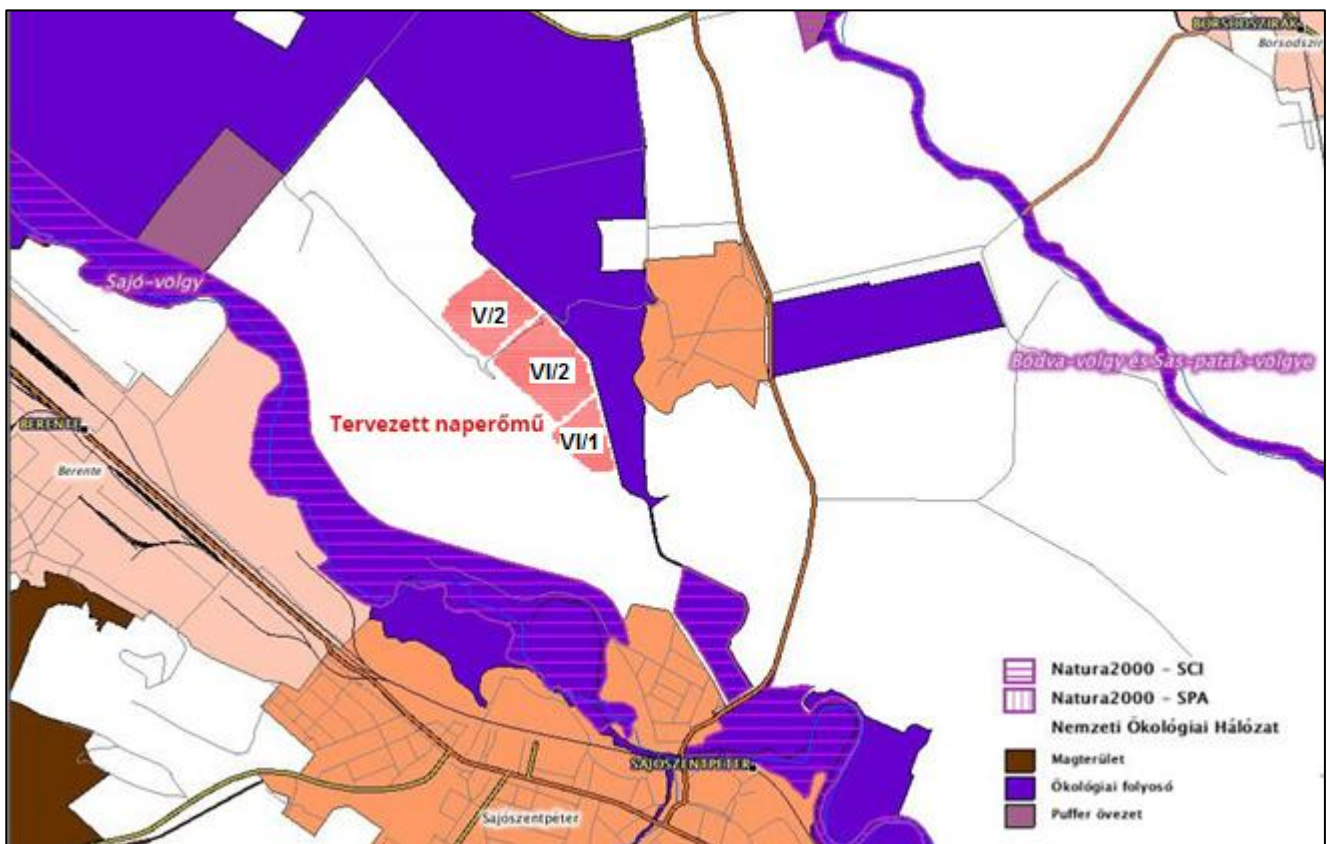 BORSODSZIRÁK
Borsodszir
Sajó-völgy
V/2
VI/2
Bódva-völgy és Sas-patak-völgye
Tervezett naperőmű
VI/1
BERENTE
Berente
Natura2000 - SCI
Natura2000 - SPA
Nemzeti Ökológiai Hálózat
Magterület
SAJÓSZENTPÉTER
Ökológiai folyosó
Puffer övezet
Sajószentpéter